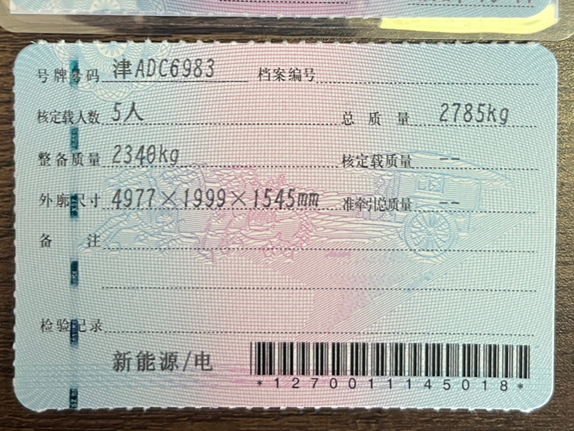 号牌号码 津ADC6983 档案编号
核定载人数 5人 总质量 2785kg
整备质量 2340kg 核定载质量 --
外廓尺寸 4977×1999×1545mm 准牵引总质量 --
备注
检验记录
新能源/电
*1270011145018*